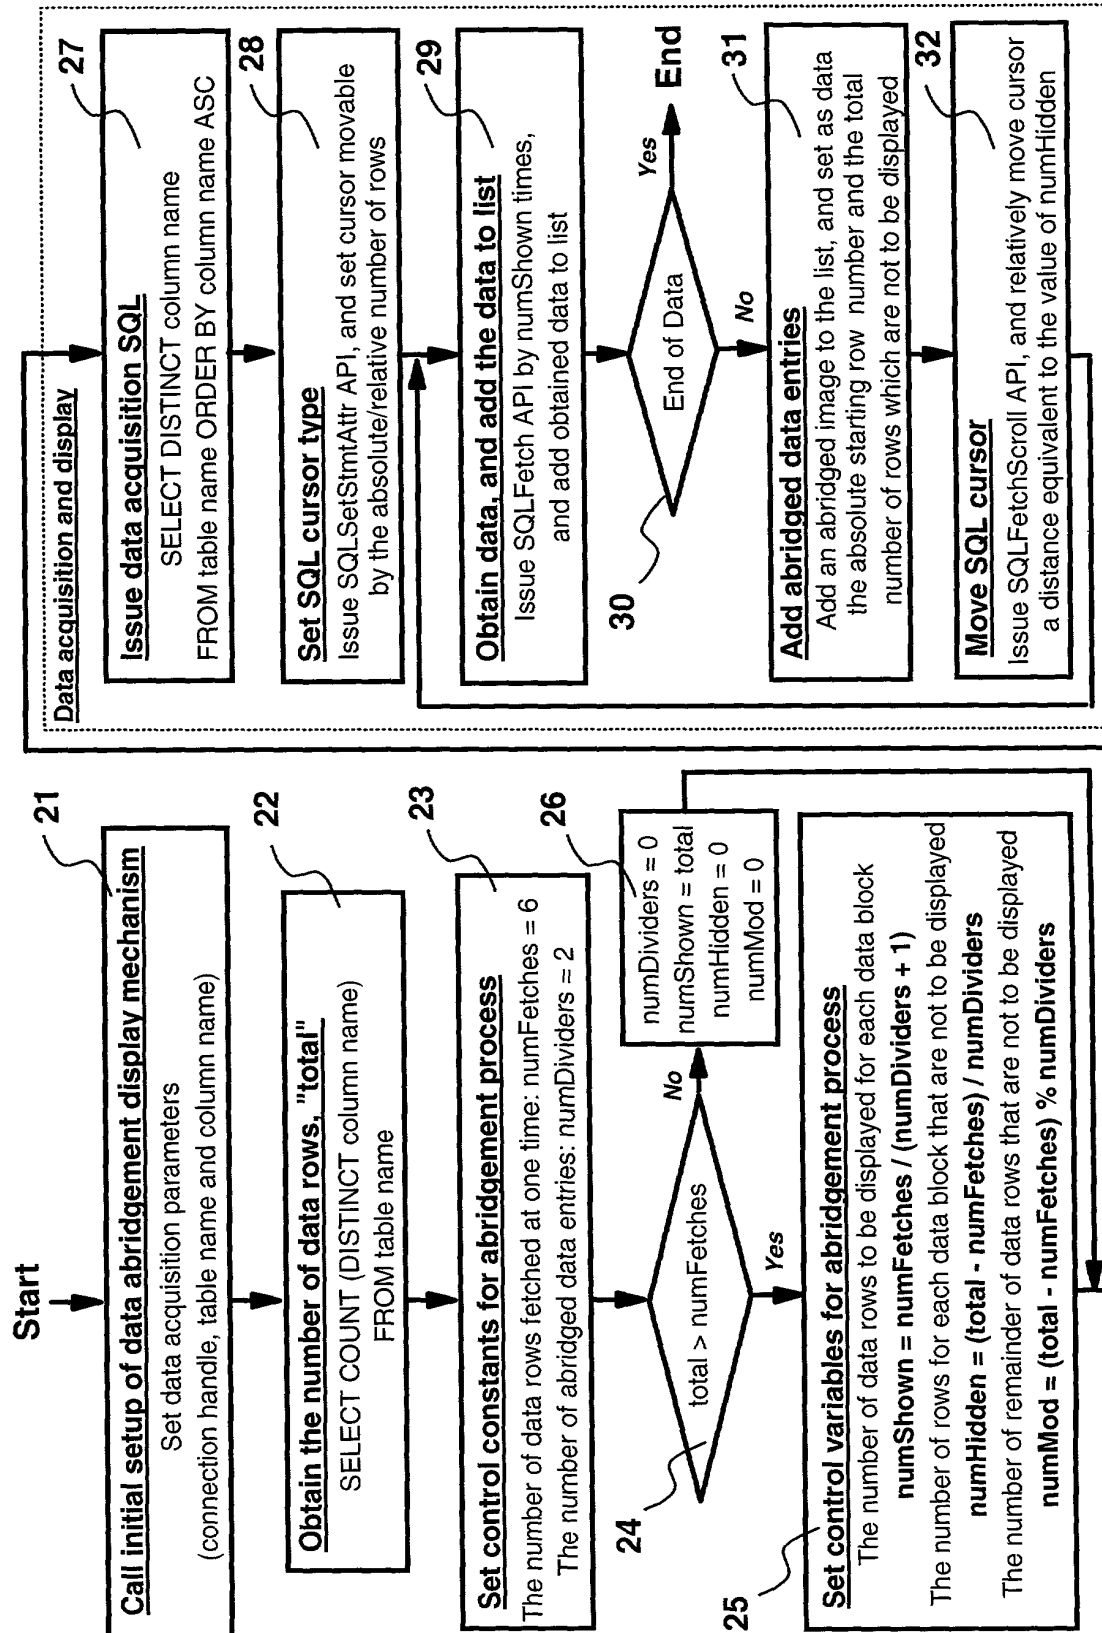 Start
21
Call initial setup of data abridgement display mechanism
Set data acquisition parameters
(connection handle, table name and column name)
22
Obtain the number of data rows, "total"
SELECT COUNT (DISTINCT column name)
FROM table name
23
Set control constants for abridgement process
The number of data rows fetched at one time: numFetches = 6
The number of abridged data entries: numDividers = 2
24
total > numFetches
No
Yes
26
numDividers = 0
numShown = total
numHidden = 0
numMod = 0
25
Set control variables for abridgement process
The number of data rows to be displayed for each data block
numShown = numFetches / (numDividers + 1)
The number of rows for each data block that are not to be displayed
numHidden = (total - numFetches) / numDividers
The number of remainder of data rows that are not to be displayed
numMod = (total - numFetches) % numDividers
Data acquisition and display
27
Issue data acquisition SQL
SELECT DISTINCT column name
FROM table name ORDER BY column name ASC
28
Set SQL cursor type
Issue SQLSetStmtAttr API, and set cursor movable
by the absolute/relative number of rows
29
Obtain data, and add the data to list
Issue SQLFetch API by numShown times,
and add obtained data to list
30
End of Data
Yes
End
No
31
Add abridged data entries
Add an abridged image to the list, and set as data
the absolute starting row number and the total
number of rows which are not to be displayed
32
Move SQL cursor
Issue SQLFetchScroll API, and relatively move cursor
a distance equivalent to the value of numHidden